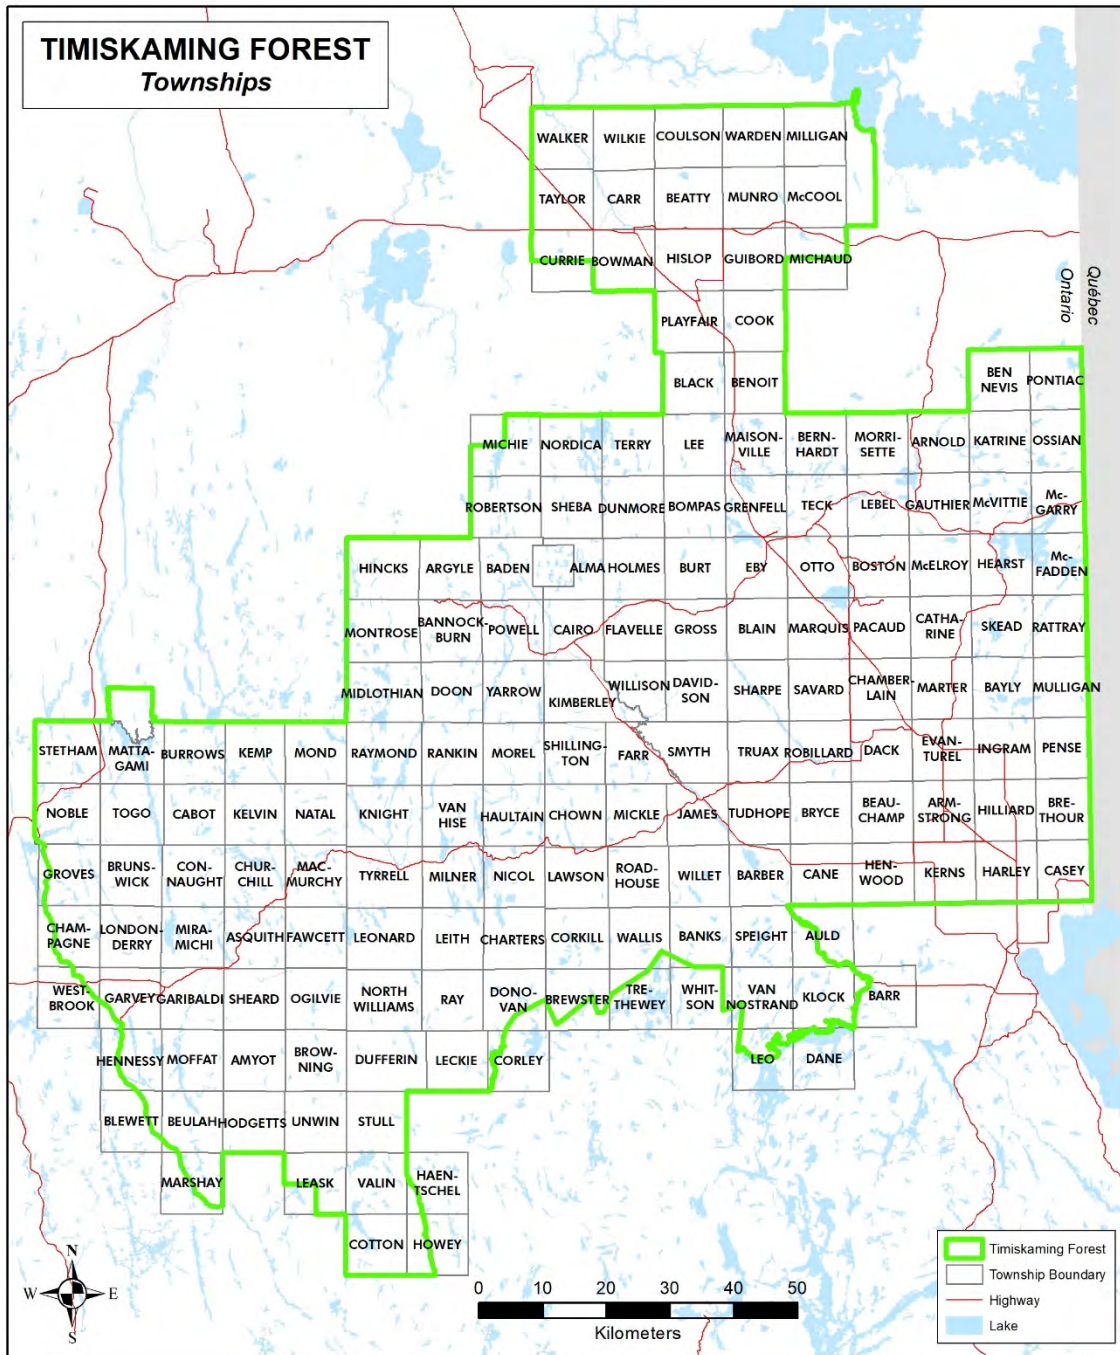 TIMISKAMING FOREST
Townships
WALKER WILKIE COULSON WARDEN MILLIGAN
TAYLOR CARR BEATTY MUNRO McCOOL
CURRIE BOWMAN HISLOP GUIBORD MICHAUD
Québec
Ontario
PLAYFAIR COOK
BLACK BENOIT
BEN
NEVIS
PONTIAC
MICHIE NORDICA TERRY LEE
MAISON-
VILLE
BERN-
HARDT
MORRI-
SETTE
ARNOLD KATRINE OSSIAN
ROBERTSON SHEBA DUNMORE BOMPAS GRENFELL TECK LEBEL GAUTHIER McVITTIE
Mc-
GARRY
HINCKS ARGYLE BADEN ALMA HOLMES BURT EBY OTTO BOSTON McELROY HEARST
Mc-
FADDEN
MONTROSE
BANNOCK-
BURN
POWELL CAIRO FLAVELLE GROSS BLAIN MARQUIS PACAUD
CATHA-
RINE
SKEAD RATTRAY
MIDLOTHIAN DOON YARROW KIMBERLEY WILLISON
DAVID-
SON
SHARPE SAVARD
CHAMBER-
LAIN
MARTER BAYLY MULLIGAN
STETHAM
MATTA-
GAMI
BURROWS KEMP MOND RAYMOND RANKIN MOREL
SHILLING-
TON
FARR SMYTH TRUAX ROBILLARD DACK
EVAN-
TUREL
INGRAM PENSE
NOBLE TOGO CABOT KELVIN NATAL KNIGHT
VAN
HISE
HAULTAIN CHOWN MICKLE JAMES TUDHOPE BRYCE
BEAU-
CHAMP
ARM-
STRONG
HILLIARD
BRE-
THOUR
GROVES
BRUNS-
WICK
CON-
NAUGHT
CHUR-
CHILL
MAC-
MURCHY
TYRRELL MILNER NICOL LAWSON
ROAD-
HOUSE
WILLET BARBER CANE
HEN-
WOOD
KERNS HARLEY CASEY
CHAM-
PAGNE
LONDON-
DERRY
MIRA-
MICHI
ASQUITH FAWCETT LEONARD LEITH CHARTERS CORKILL WALLIS BANKS SPEIGHT AULD
WEST-
BROOK
GARVEY GARIBALDI SHEARD OGILVIE
NORTH
WILLIAMS
RAY
DONO-
VAN
BREWSTER
TRE-
THEWEY
WHIT-
SON
VAN
NOSTRAND
KLOCK BARR
HENNESSY MOFFAT AMYOT
BROW-
NING
DUFFERIN LECKIE CORLEY LEO DANE
BLEWETT BEULAH HODGETTS UNWIN STULL
MARSHAY LEASK VALIN
HAEN-
TSCHEL
COTTON HOWEY
N
W E
S
0 10 20 30 40 50
Kilometers
Timiskaming Forest
Township Boundary
Highway
Lake